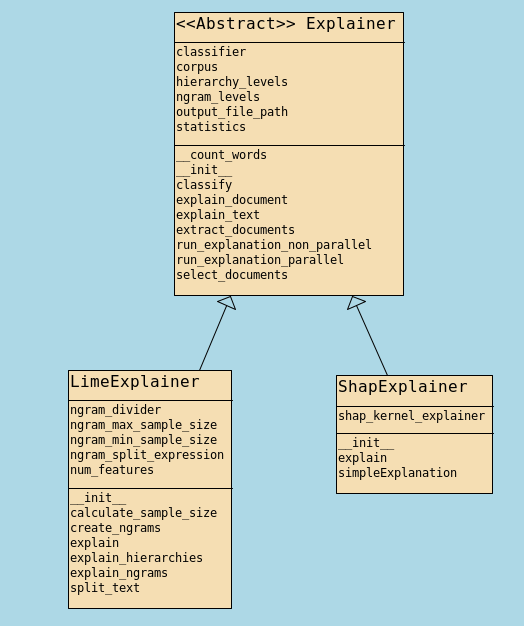 <<Abstract>> Explainer
classifier
corpus
hierarchy_levels
ngram_levels
output_file_path
statistics
__count_words
__init__
classify
explain_document
explain_text
extract_documents
run_explanation_non_parallel
run_explanation_parallel
select_documents
LimeExplainer
ngram_divider
ngram_max_sample_size
ngram_min_sample_size
ngram_split_expression
num_features
__init__
calculate_sample_size
create_ngrams
explain
explain_hierarchies
explain_ngrams
split_text
ShapExplainer
shap_kernel_explainer
__init__
explain
simpleExplanation